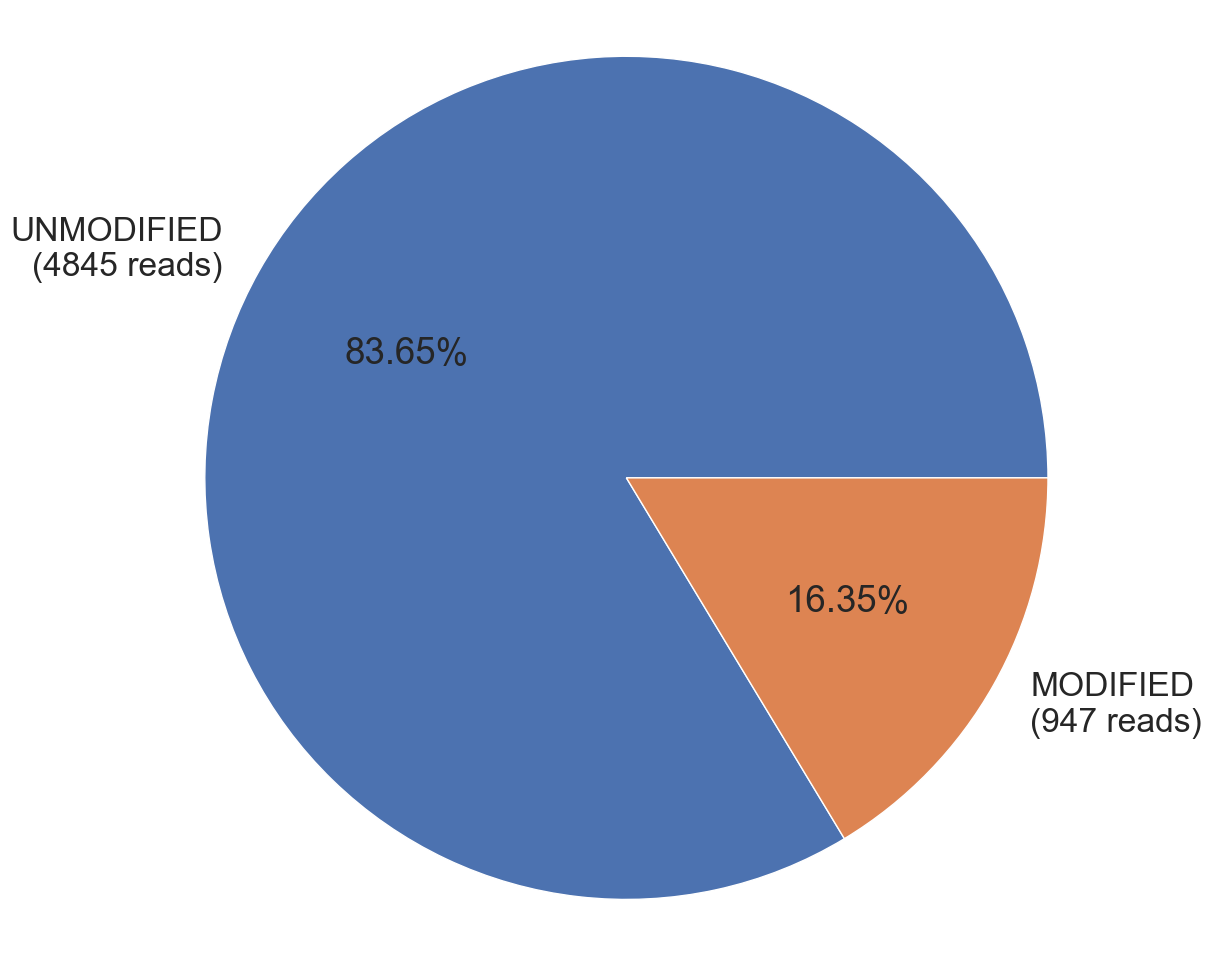 UNMODIFIED
(4845 reads)
83.65%
16.35%
MODIFIED
(947 reads)